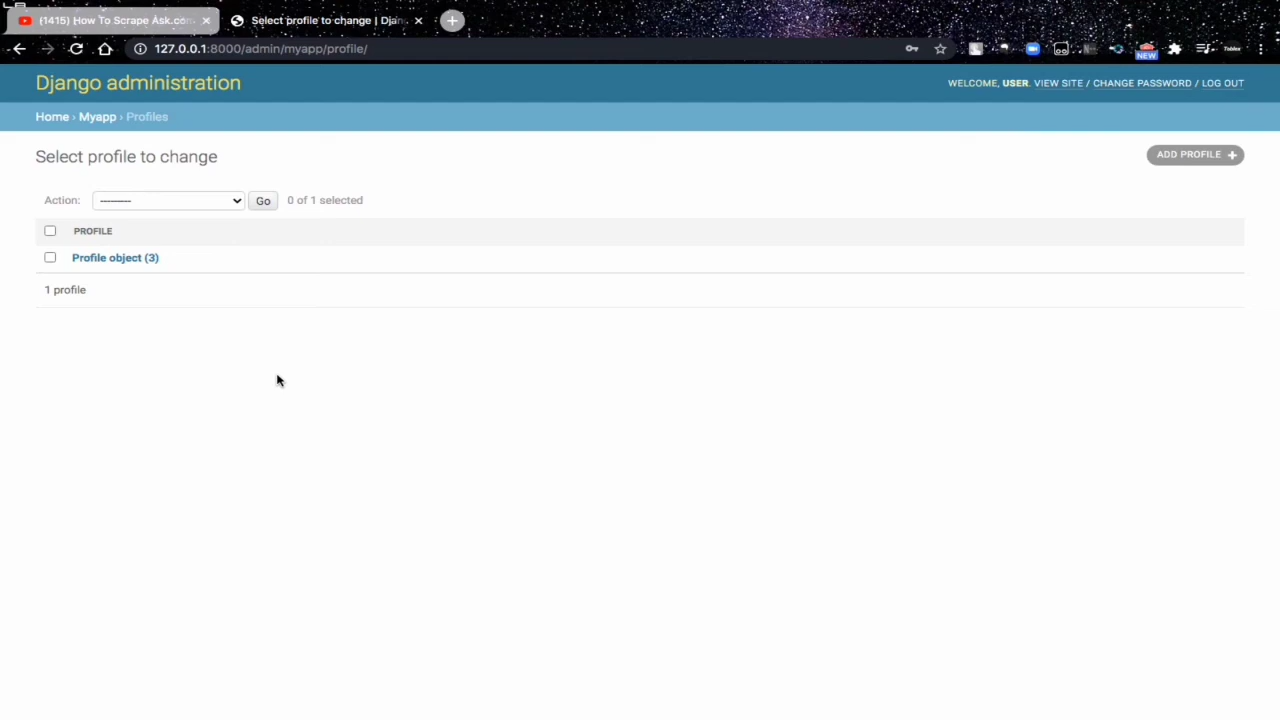 (1415) How To Scrape Ask.com
Select profile to change | Djan
127.0.0.1:8000/admin/myapp/profile/
NEW
Django administration
WELCOME, USER. VIEW SITE / CHANGE PASSWORD / LOG OUT
Home › Myapp › Profiles
Select profile to change
ADD PROFILE +
Action: --------- Go 0 of 1 selected
PROFILE
Profile object (3)
1 profile